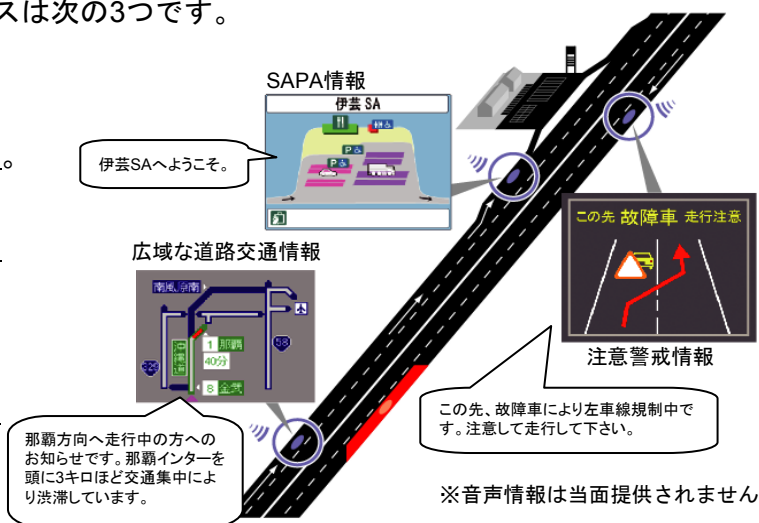 スは次の3つです。
。
SAPA情報
伊芸 SA
P
P
伊芸SAへようこそ。
この先 故障車 走行注意
広域な道路交通情報
南風原南
1 那覇
40分
沖縄道
58
329
8 金武
注意警戒情報
この先、故障車により左車線規制中で
す。注意して走行して下さい。
那覇方向へ走行中の方への
お知らせです。那覇インターを
頭に3キロほど交通集中によ
り渋滞しています。
※音声情報は当面提供されません